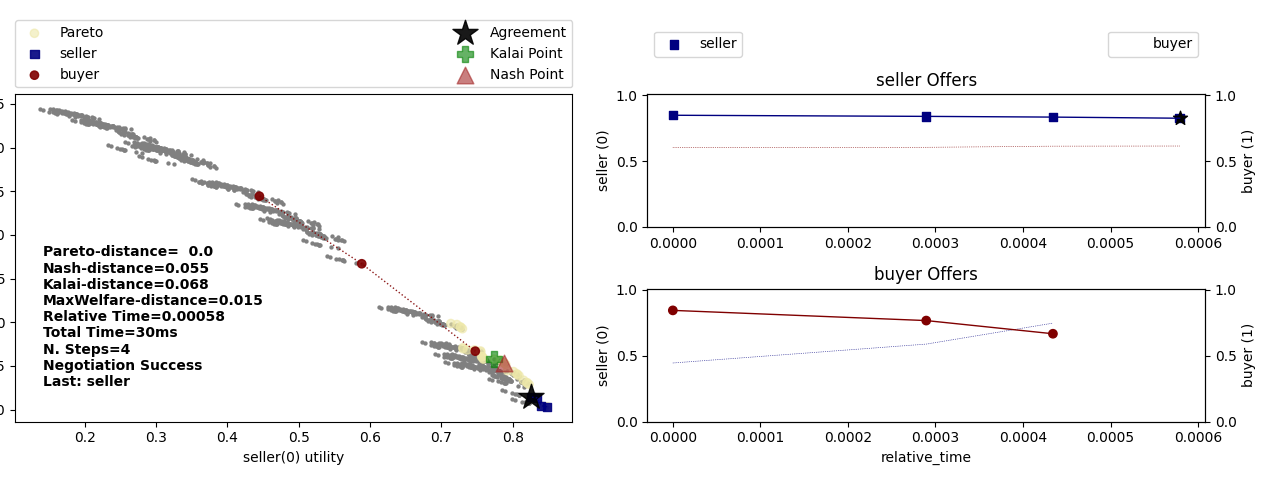 Pareto
seller
buyer
Agreement
Kalai Point
Nash Point
Pareto-distance= 0.0
Nash-distance=0.055
Kalai-distance=0.068
MaxWelfare-distance=0.015
Relative Time=0.00058
Total Time=30ms
N. Steps=4
Negotiation Success
Last: seller
0.2 0.3 0.4 0.5 0.6 0.7 0.8
seller(0) utility
seller
buyer
seller Offers
1.0
0.5
0.0
seller (0)
1.0
0.5
0.0
buyer (1)
0.0000 0.0001 0.0002 0.0003 0.0004 0.0005 0.0006
buyer Offers
1.0
0.5
0.0
seller (0)
1.0
0.5
0.0
buyer (1)
0.0000 0.0001 0.0002 0.0003 0.0004 0.0005 0.0006
relative_time